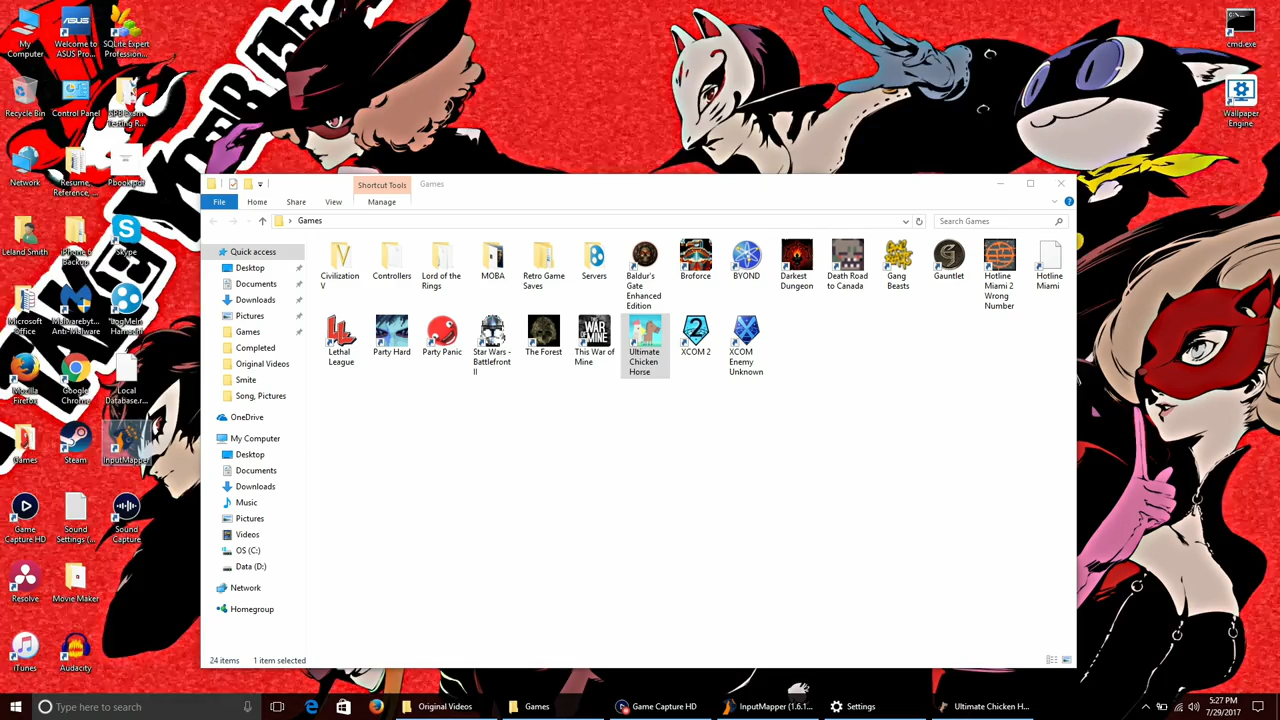 My Computer
Welcome to ASUS Pro...
SQLite Expert Profession...
cmd.exe
Recycle Bin
Control Panel
Wallpaper Engine
Network
Resume, Reference, ...
Shortcut Tools
Games
File
Home
Share
View
Manage
Games
Search Games
Leland Smith
iPhone 6 Backup
Skype
Quick access
Desktop
Documents
Downloads
Pictures
Games
Completed
Original Videos
Smite
Song, Pictures
OneDrive
My Computer
Desktop
Documents
Downloads
Music
Pictures
Videos
OS (C:)
Data (D:)
Network
Homegroup
Civilization V
Controllers
Lord of the Rings
MOBA
Retro Game Saves
Servers
Baldur's Gate Enhanced Edition
Broforce
BYOND
Darkest Dungeon
Death Road to Canada
Gang Beasts
Gauntlet
Hotline Miami 2 Wrong Number
Hotline Miami
Lethal League
Party Hard
Party Panic
Star Wars - Battlefront II
The Forest
This War of Mine
Ultimate Chicken Horse
XCOM 2
XCOM Enemy Unknown
Microsoft Office
Malwarebyt... Anti-Malware
LogMeIn Hamachi
Mozilla Firefox
Google Chrome
Local Database.r...
Games
Steam
InputMapper
Game Capture HD
Sound Settings (...
Sound Capture
Resolve
Movie Maker
iTunes
Audacity
24 items
1 item selected
Type here to search
Original Videos
Games
Game Capture HD
InputMapper (1.6.1...
Settings
Ultimate Chicken H...
5:27 PM
7/29/2017